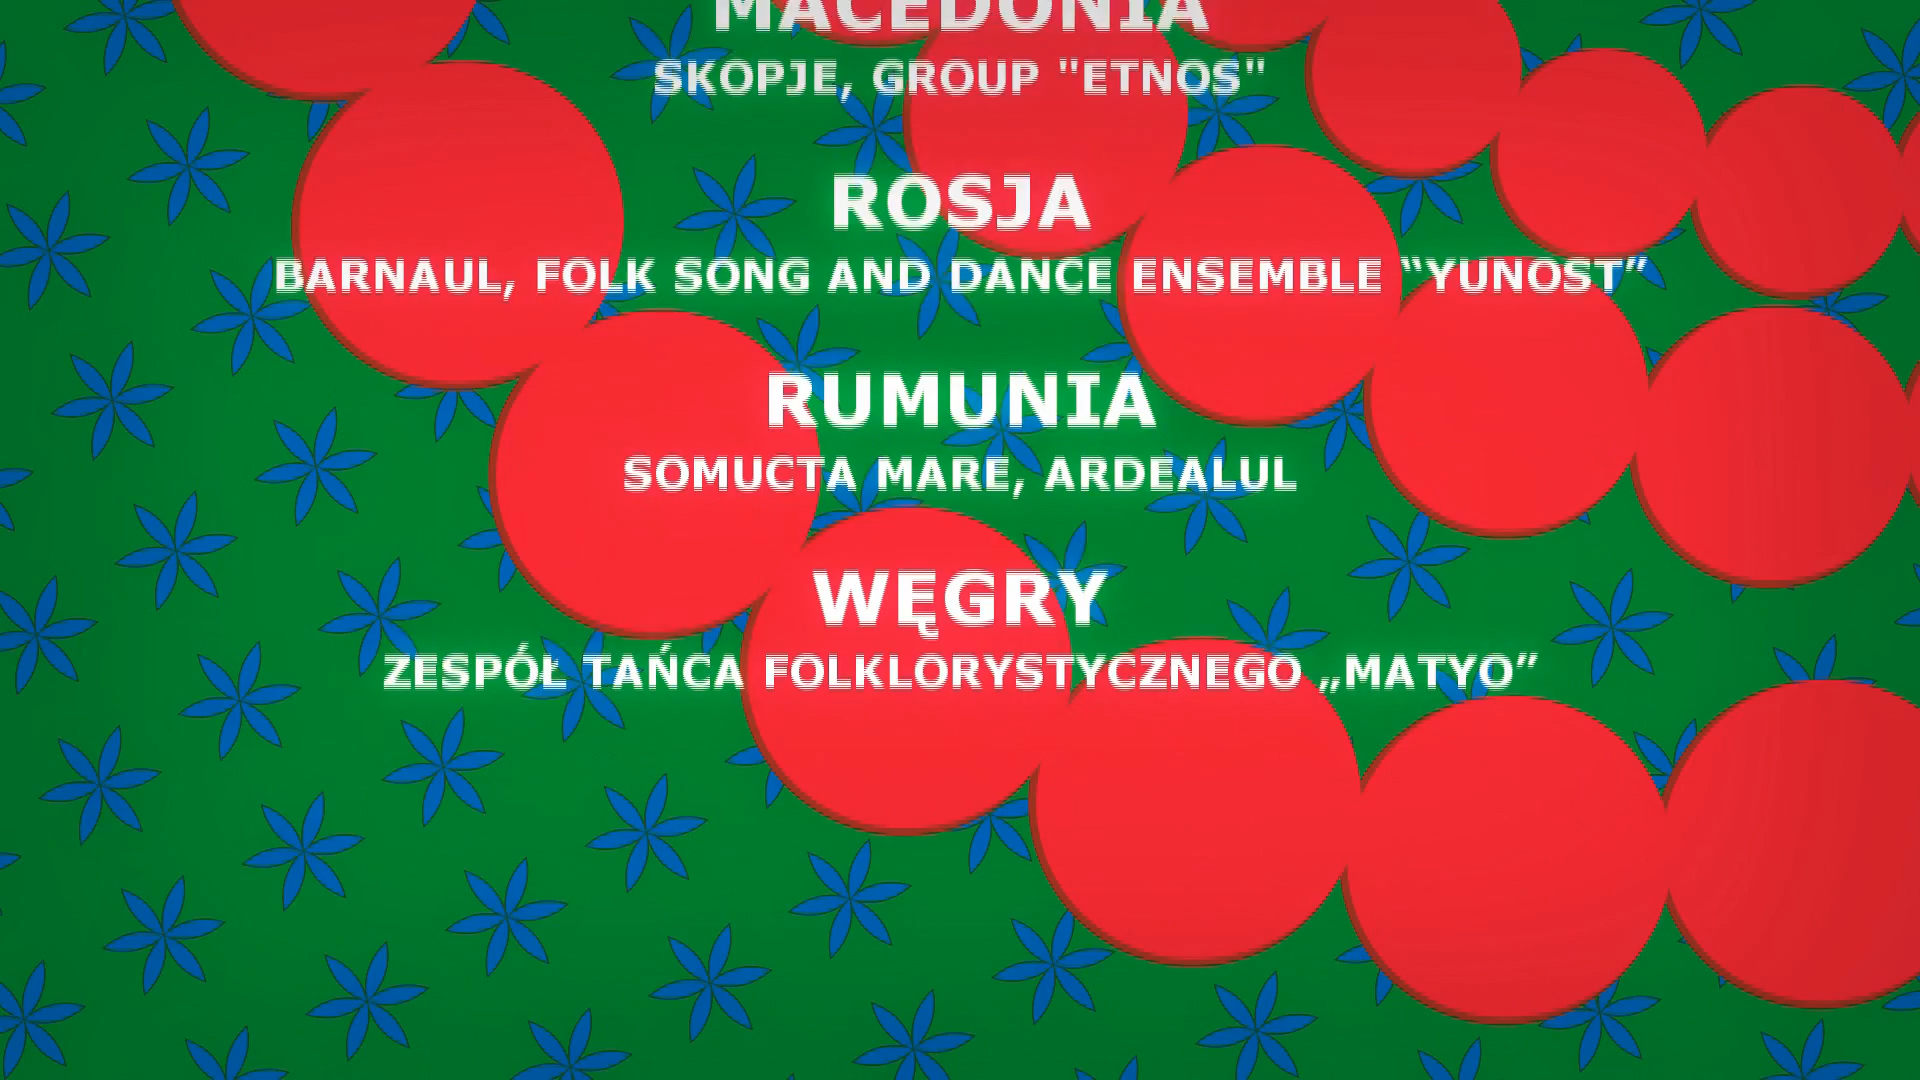 MACEDONIA
SKOPJE, GROUP "ETNOS"
ROSJA
BARNAUL, FOLK SONG AND DANCE ENSEMBLE “YUNOST”
RUMUNIA
SOMUCTA MARE, ARDEALUL
WĘGRY
ZESPÓŁ TAŃCA FOLKLORYSTYCZNEGO „MATYO”